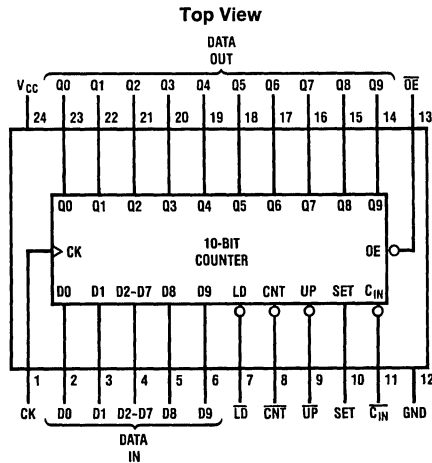 Top View
DATA
OUT
VCC Q0 Q1 Q2 Q3 Q4 Q5 Q6 Q7 Q8 Q9 OE
24 23 22 21 20 19 18 17 16 15 14 13
Q0 Q1 Q2 Q3 Q4 Q5 Q6 Q7 Q8 Q9
10-BIT
COUNTER
CK OE
D0 D1 D2-D7 D8 D9 LD CNT UP SET CIN
1 2 3 4 5 6 7 8 9 10 11 12
CK D0 D1 D2-D7 D8 D9 LD CNT UP SET CIN GND
DATA
IN